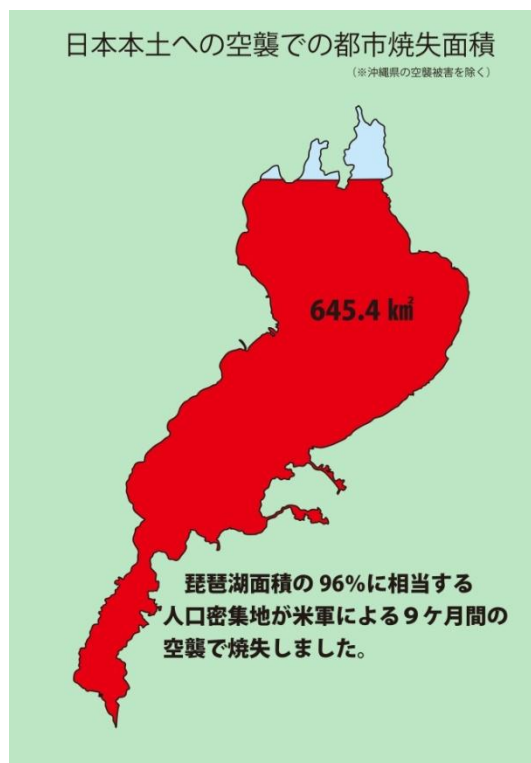 日本本土への空襲での都市焼失面積
（※沖縄県の空襲被害を除く）
645.4 ㎢
琵琶湖面積の 96%に相当する
人口密集地が米軍による９ケ月間の
空襲で焼失しました。